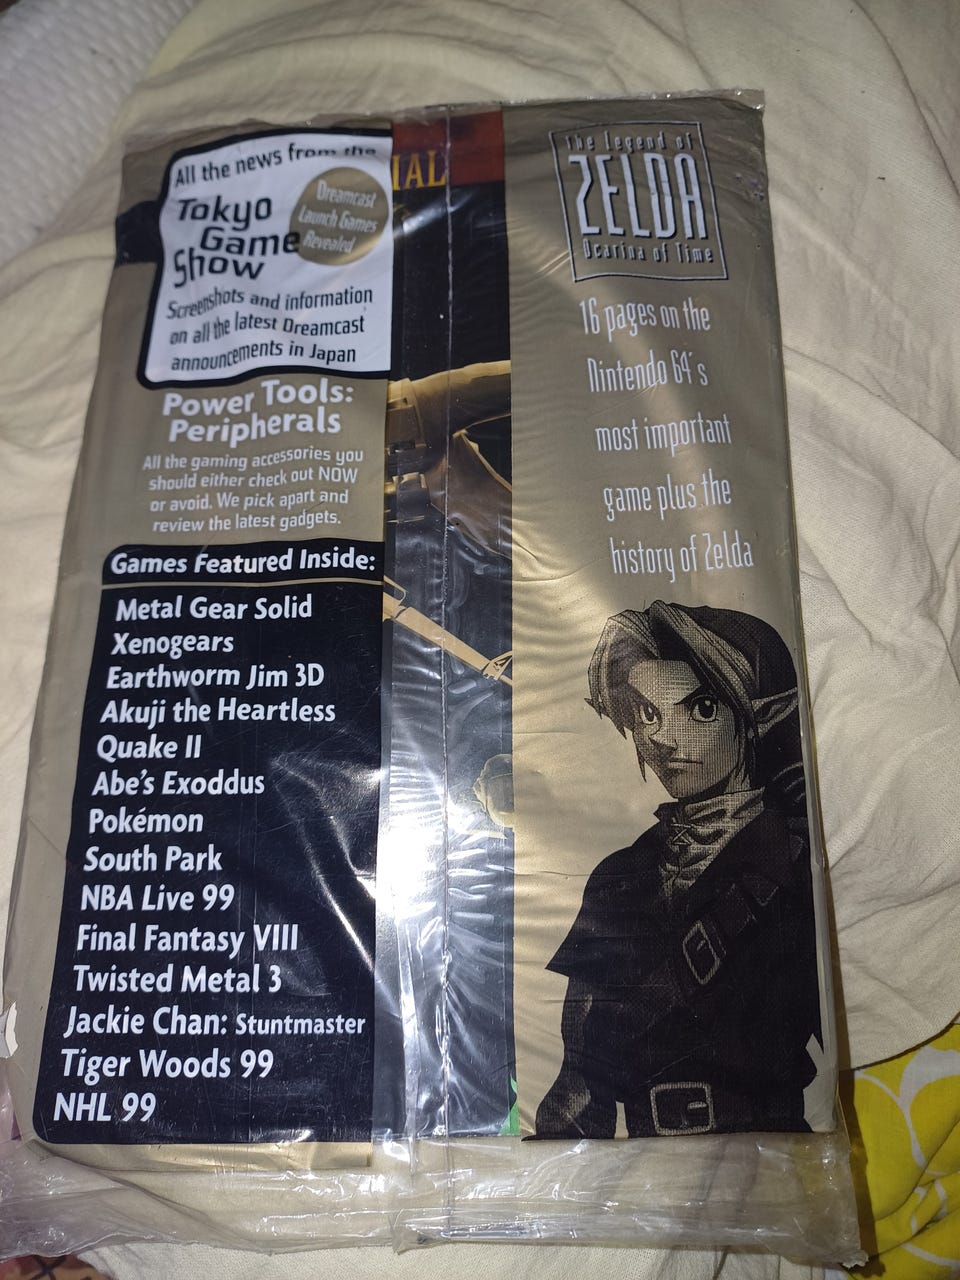 All the news from the
Tokyo
Game
Show
Dreamcast
Launch Games
Revealed
Screenshots and information
on all the latest Dreamcast
announcements in Japan
Power Tools:
Peripherals
All the gaming accessories you
should either check out NOW
or avoid. We pick apart and
review the latest gadgets.
Games Featured Inside:
Metal Gear Solid
Xenogears
Earthworm Jim 3D
Akuji the Heartless
Quake II
Abe's Exoddus
Pokémon
South Park
NBA Live 99
Final Fantasy VIII
Twisted Metal 3
Jackie Chan: Stuntmaster
Tiger Woods 99
NHL 99
IAL
The Legend of
ZELDA
Ocarina of Time
16 pages on the
Nintendo 64's
most important
game plus the
history of Zelda